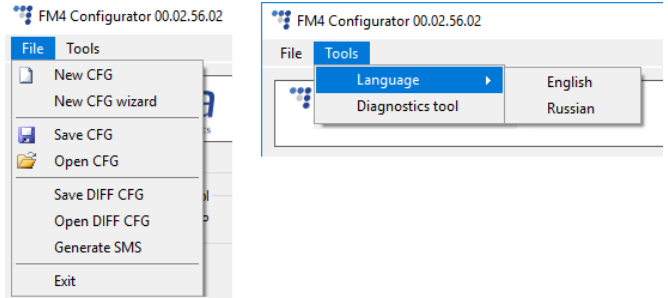 FM4 Configurator 00.02.56.02
File Tools
New CFG
New CFG wizard
Save CFG
Open CFG
Save DIFF CFG
Open DIFF CFG
Generate SMS
Exit
FM4 Configurator 00.02.56.02
File Tools
Language
English
Diagnostics tool
Russian